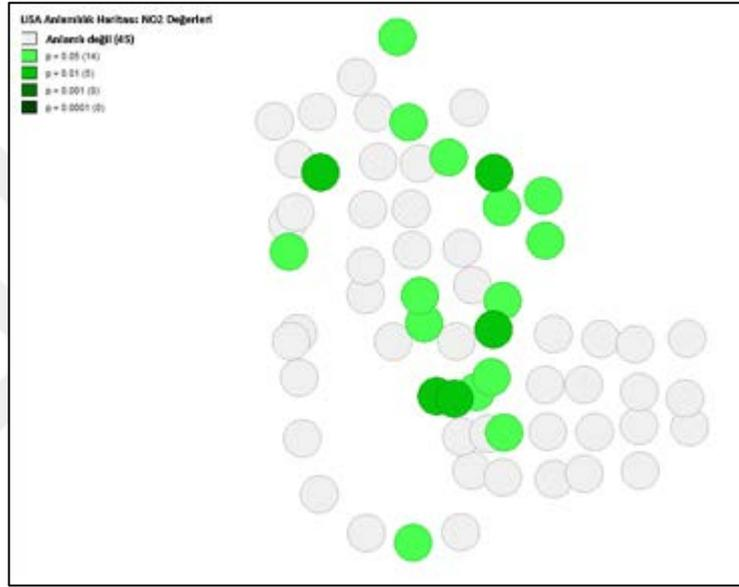 LISA Anlamlılık Haritası: NO2 Değerleri
Anlamlı değil (45)
p = 0.05 (14)
p = 0.01 (5)
p = 0.001 (0)
p = 0.0001 (0)